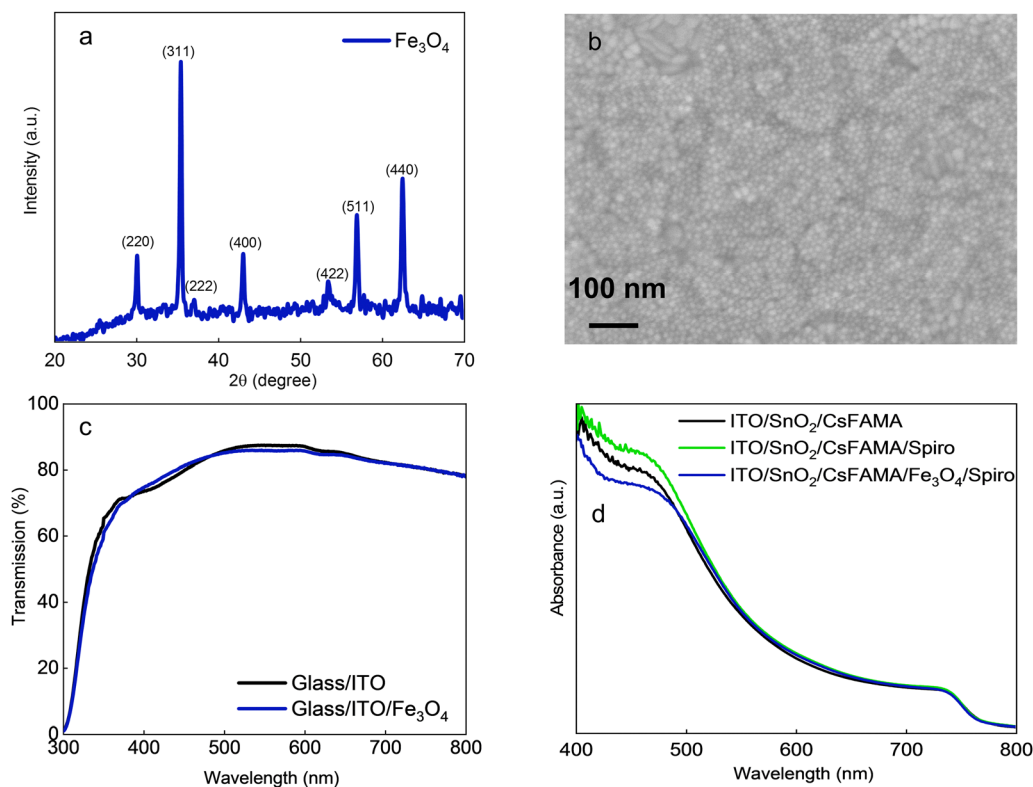 a
Fe₃O₄
(311)
(440)
(511)
(220)
(400)
(422)
(222)
Intensity (a.u.)
20 30 40 50 60 70
2θ (degree)
b
100 nm
c
100
80
60
40
20
0
Transmission (%)
Glass/ITO
Glass/ITO/Fe₃O₄
300 400 500 600 700 800
Wavelength (nm)
ITO/SnO₂/CsFAMA
ITO/SnO₂/CsFAMA/Spiro
ITO/SnO₂/CsFAMA/Fe₃O₄/Spiro
d
Absorbance (a.u.)
400 500 600 700 800
Wavelength (nm)